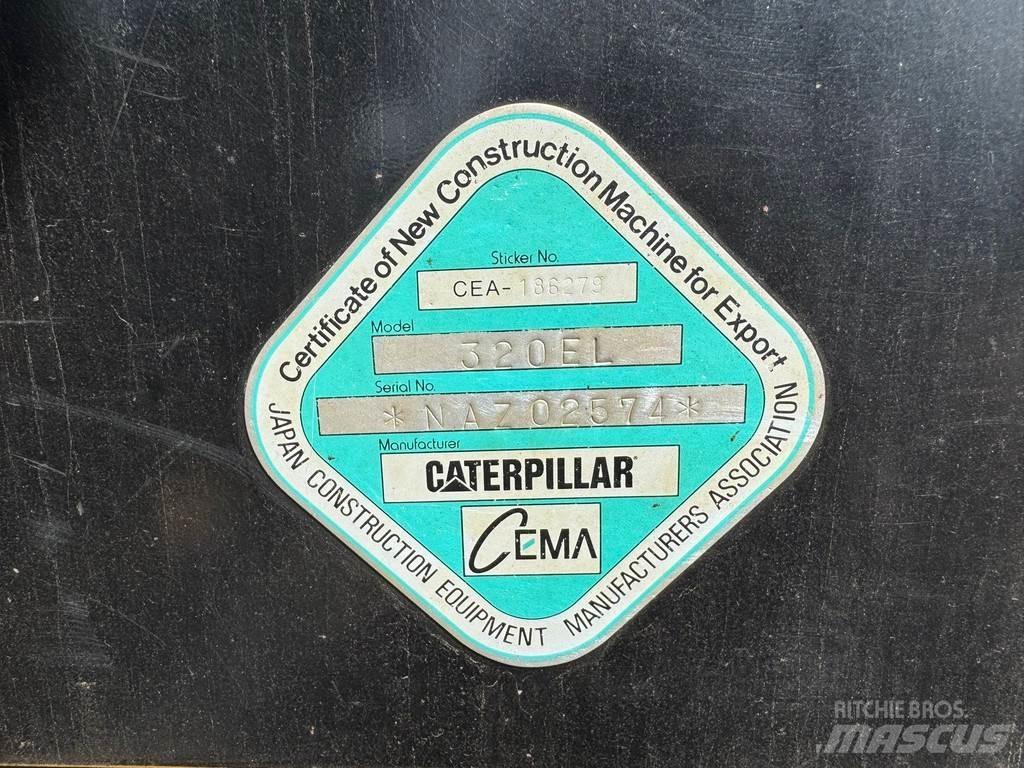 Certificate of New Construction Machine for Export
Sticker No.
CEA-186279
Model
320EL
Serial No.
*NAZ02574*
Manufacturer
CATERPILLAR
CEMA
JAPAN CONSTRUCTION EQUIPMENT MANUFACTURERS ASSOCIATION
RITCHIE BROS.
MASCUS